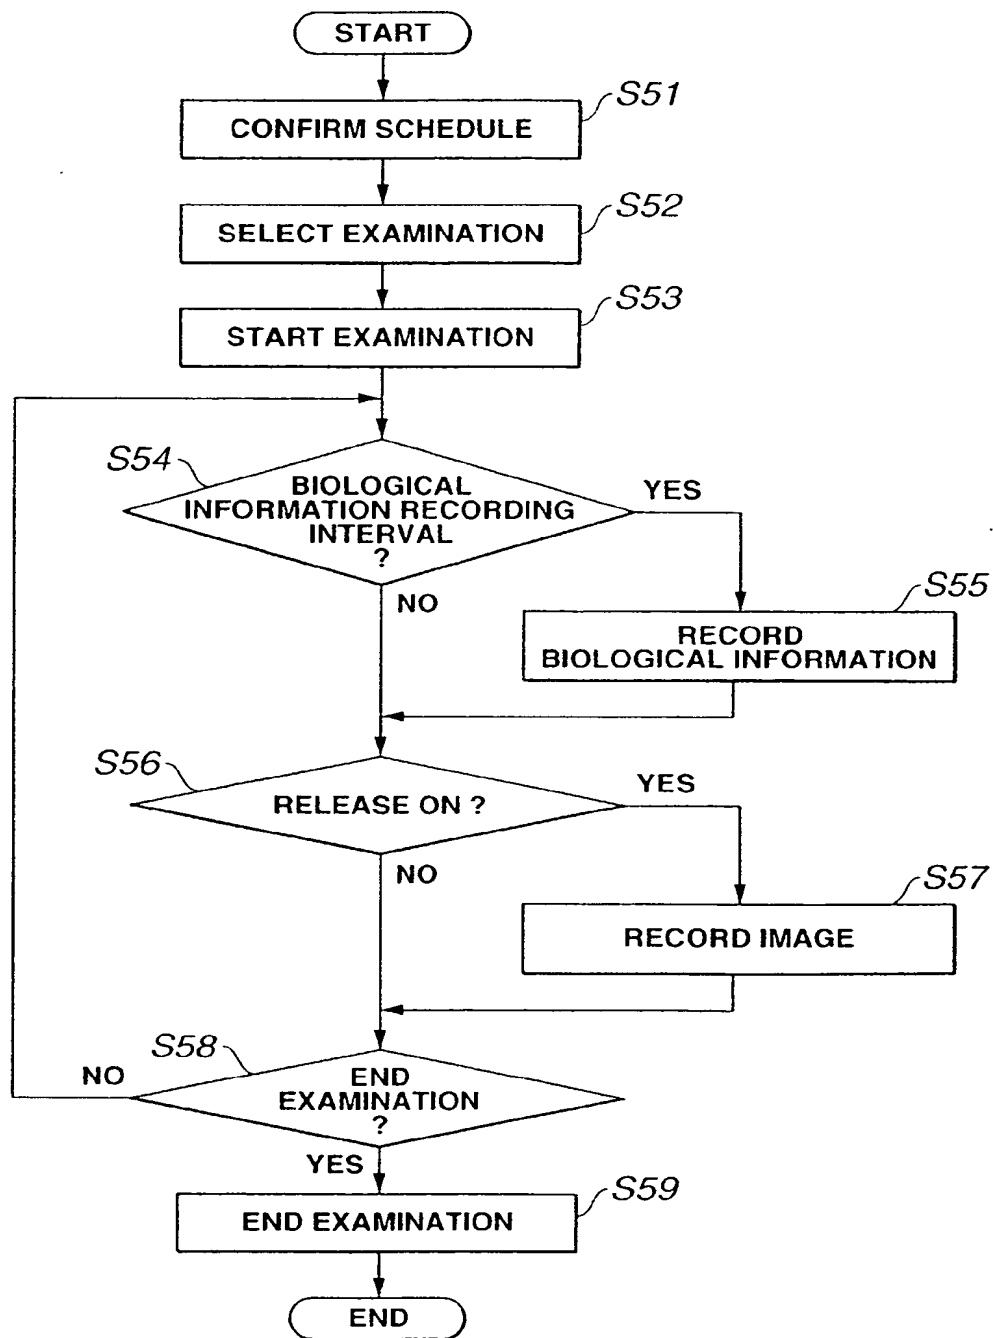 START
S51
CONFIRM SCHEDULE
S52
SELECT EXAMINATION
S53
START EXAMINATION
S54
BIOLOGICAL
INFORMATION RECORDING
INTERVAL
?
YES
NO
S55
RECORD
BIOLOGICAL INFORMATION
S56
RELEASE ON ?
YES
NO
S57
RECORD IMAGE
S58
END
EXAMINATION
?
NO
YES
S59
END EXAMINATION
END